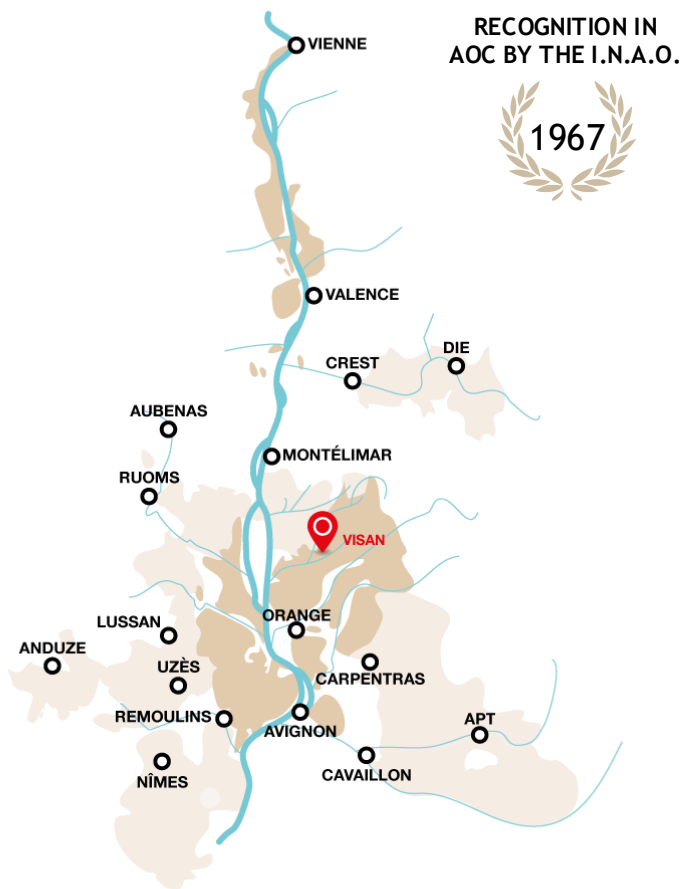 RECOGNITION IN
AOC BY THE I.N.A.O.
1967
VIENNE
VALENCE
DIE
CREST
AUBENAS
MONTÉLIMAR
RUOMS
VISAN
ORANGE
LUSSAN
ANDUZE
UZÈS
CARPENTRAS
REMOULINS
AVIGNON
APT
CAVAILLON
NÎMES